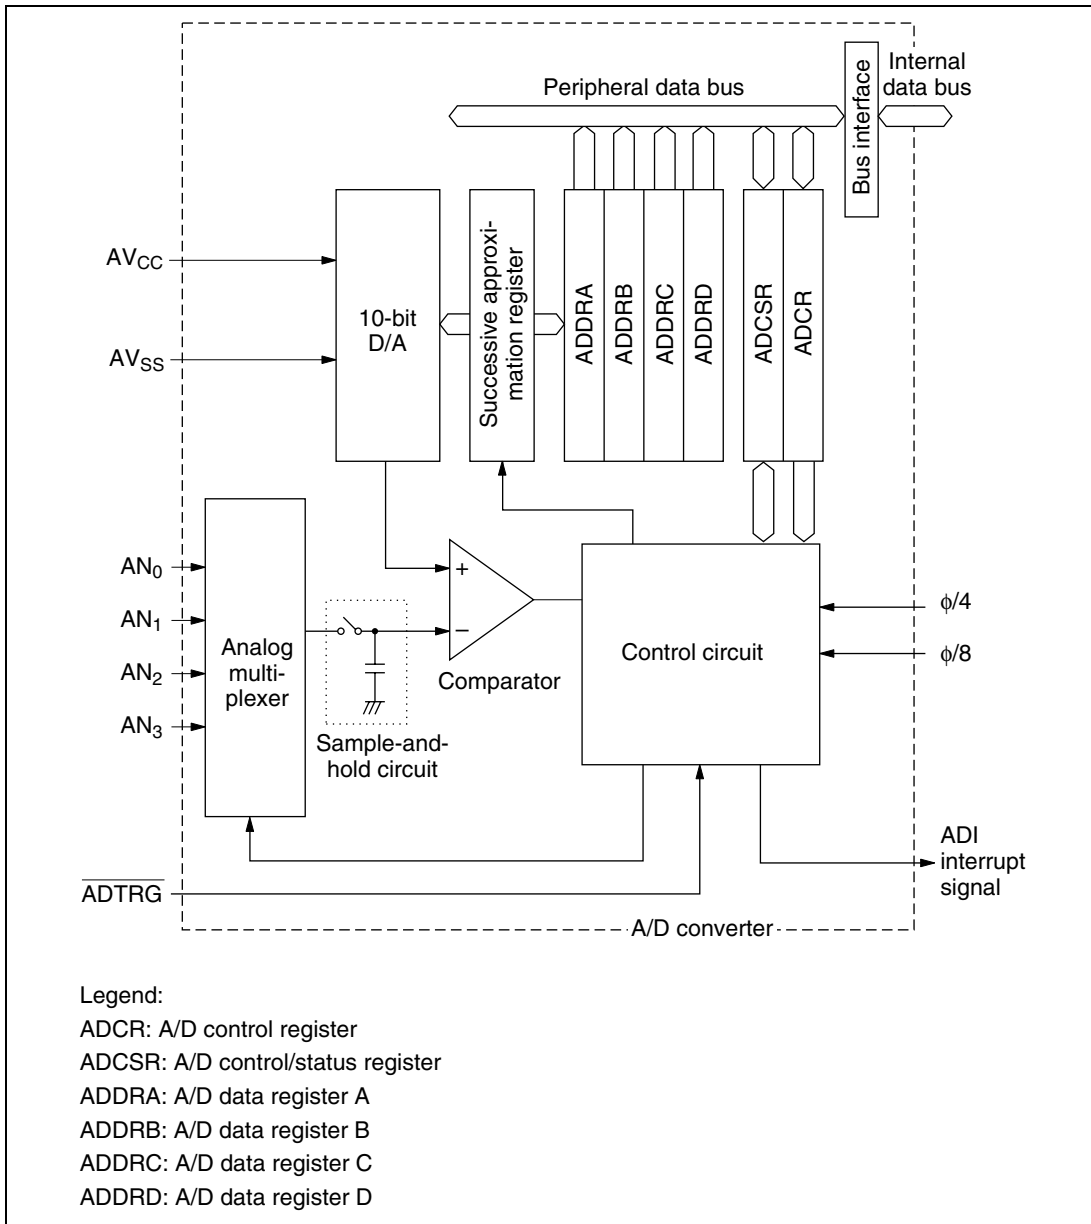 Peripheral data bus
Internal
data bus
Bus interface
AVCC
AVSS
10-bit
D/A
Successive approxi-
mation register
ADDRA
ADDRB
ADDRC
ADDRD
ADCSR
ADCR
AN0
AN1
AN2
AN3
Analog
multi-
plexer
Sample-and-
hold circuit
+
−
Comparator
Control circuit
ϕ/4
ϕ/8
ADI
interrupt
signal
ADTRG
A/D converter
Legend:
ADCR: A/D control register
ADCSR: A/D control/status register
ADDRA: A/D data register A
ADDRB: A/D data register B
ADDRC: A/D data register C
ADDRD: A/D data register D